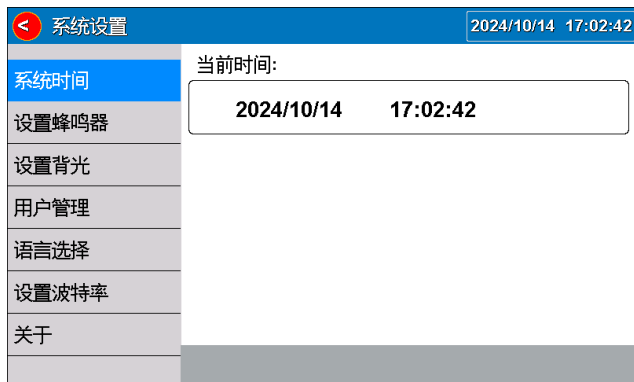 < 系统设置 2024/10/14 17:02:42
当前时间:
2024/10/14 17:02:42
系统时间
设置蜂鸣器
设置背光
用户管理
语言选择
设置波特率
关于